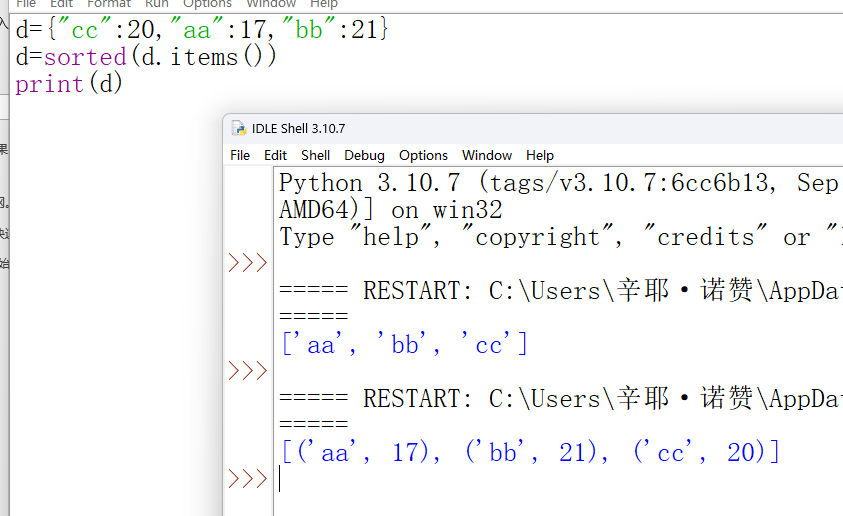 File Edit Format Run Options Window Help
d={"cc":20,"aa":17,"bb":21}
d=sorted(d.items())
print(d)
IDLE Shell 3.10.7
File Edit Shell Debug Options Window Help
Python 3.10.7 (tags/v3.10.7:6cc6b13, Sep
AMD64)] on win32
Type "help", "copyright", "credits" or "l
>>>
===== RESTART: C:\Users\辛耶·诺赞\AppDat
=====
['aa', 'bb', 'cc']
>>>
===== RESTART: C:\Users\辛耶·诺赞\AppDat
=====
[('aa', 17), ('bb', 21), ('cc', 20)]
>>>